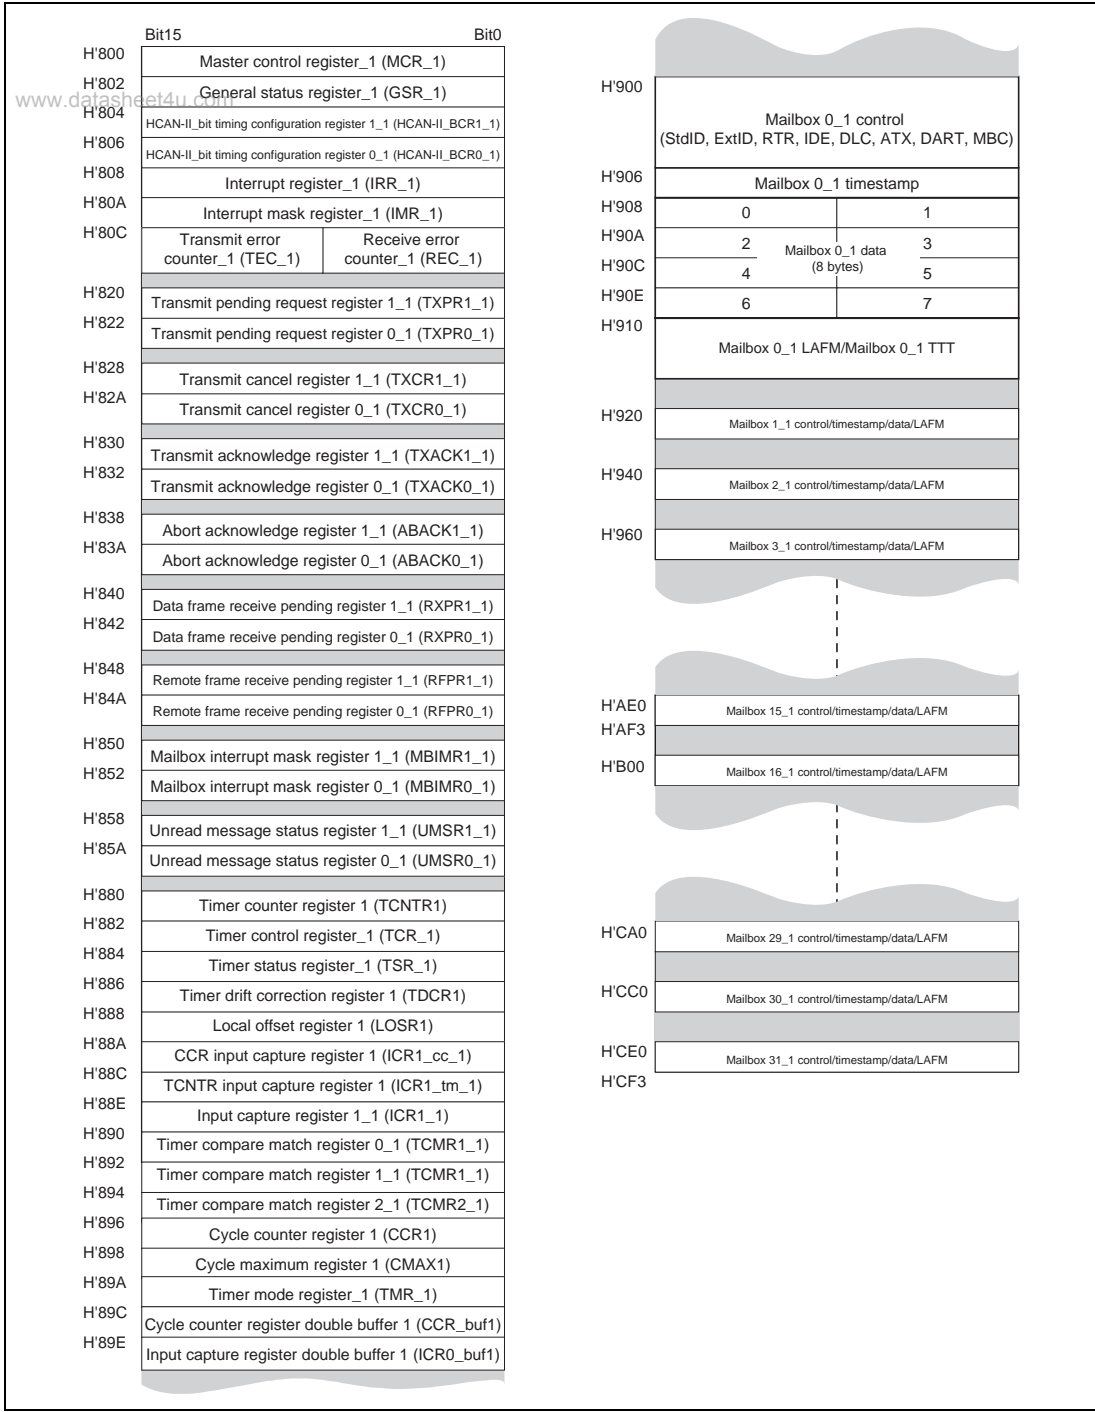 Bit15 Bit0
H'800 Master control register_1 (MCR_1)
H'802 General status register_1 (GSR_1)
www.datasheet4u.com
H'804 HCAN-II_bit timing configuration register 1_1 (HCAN-II_BCR1_1)
H'806 HCAN-II_bit timing configuration register 0_1 (HCAN-II_BCR0_1)
H'808 Interrupt register_1 (IRR_1)
H'80A Interrupt mask register_1 (IMR_1)
H'80C Transmit error counter_1 (TEC_1) Receive error counter_1 (REC_1)
H'820 Transmit pending request register 1_1 (TXPR1_1)
H'822 Transmit pending request register 0_1 (TXPR0_1)
H'828 Transmit cancel register 1_1 (TXCR1_1)
H'82A Transmit cancel register 0_1 (TXCR0_1)
H'830 Transmit acknowledge register 1_1 (TXACK1_1)
H'832 Transmit acknowledge register 0_1 (TXACK0_1)
H'838 Abort acknowledge register 1_1 (ABACK1_1)
H'83A Abort acknowledge register 0_1 (ABACK0_1)
H'840 Data frame receive pending register 1_1 (RXPR1_1)
H'842 Data frame receive pending register 0_1 (RXPR0_1)
H'848 Remote frame receive pending register 1_1 (RFPR1_1)
H'84A Remote frame receive pending register 0_1 (RFPR0_1)
H'850 Mailbox interrupt mask register 1_1 (MBIMR1_1)
H'852 Mailbox interrupt mask register 0_1 (MBIMR0_1)
H'858 Unread message status register 1_1 (UMSR1_1)
H'85A Unread message status register 0_1 (UMSR0_1)
H'880 Timer counter register 1 (TCNTR1)
H'882 Timer control register_1 (TCR_1)
H'884 Timer status register_1 (TSR_1)
H'886 Timer drift correction register 1 (TDCR1)
H'888 Local offset register 1 (LOSR1)
H'88A CCR input capture register 1 (ICR1_cc_1)
H'88C TCNTR input capture register 1 (ICR1_tm_1)
H'88E Input capture register 1_1 (ICR1_1)
H'890 Timer compare match register 0_1 (TCMR1_1)
H'892 Timer compare match register 1_1 (TCMR1_1)
H'894 Timer compare match register 2_1 (TCMR2_1)
H'896 Cycle counter register 1 (CCR1)
H'898 Cycle maximum register 1 (CMAX1)
H'89A Timer mode register_1 (TMR_1)
H'89C Cycle counter register double buffer 1 (CCR_buf1)
H'89E Input capture register double buffer 1 (ICR0_buf1)
H'900 Mailbox 0_1 control
(StdID, ExtID, RTR, IDE, DLC, ATX, DART, MBC)
H'906 Mailbox 0_1 timestamp
H'908 0 1
H'90A 2 Mailbox 0_1 data 3
H'90C 4 (8 bytes) 5
H'90E 6 7
H'910 Mailbox 0_1 LAFM/Mailbox 0_1 TTT
H'920 Mailbox 1_1 control/timestamp/data/LAFM
H'940 Mailbox 2_1 control/timestamp/data/LAFM
H'960 Mailbox 3_1 control/timestamp/data/LAFM
H'AE0 Mailbox 15_1 control/timestamp/data/LAFM
H'AF3
H'B00 Mailbox 16_1 control/timestamp/data/LAFM
H'CA0 Mailbox 29_1 control/timestamp/data/LAFM
H'CC0 Mailbox 30_1 control/timestamp/data/LAFM
H'CE0 Mailbox 31_1 control/timestamp/data/LAFM
H'CF3